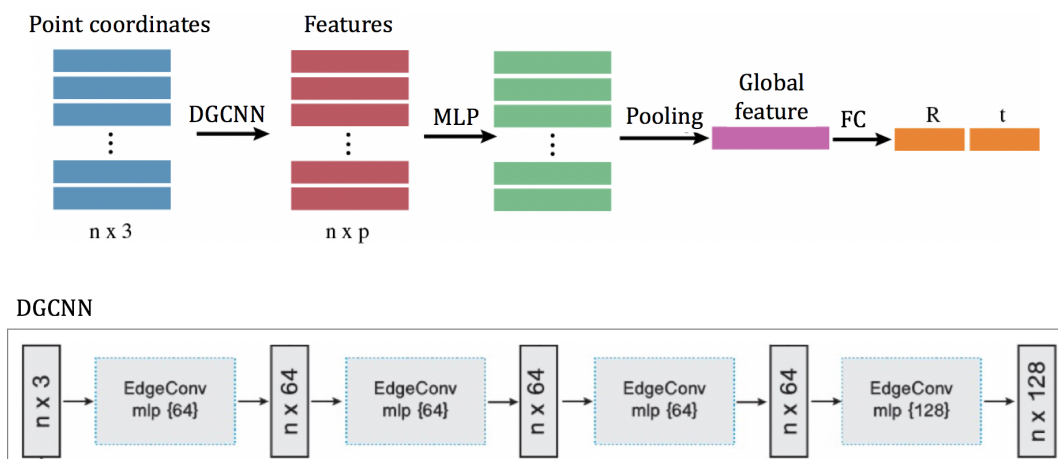 Point coordinates
Features
DGCNN
MLP
Pooling
Global
feature
FC
R
t
n x 3
n x p
DGCNN
n x 3
EdgeConv
mlp {64}
n x 64
EdgeConv
mlp {64}
n x 64
EdgeConv
mlp {64}
n x 64
EdgeConv
mlp {128}
n x 128